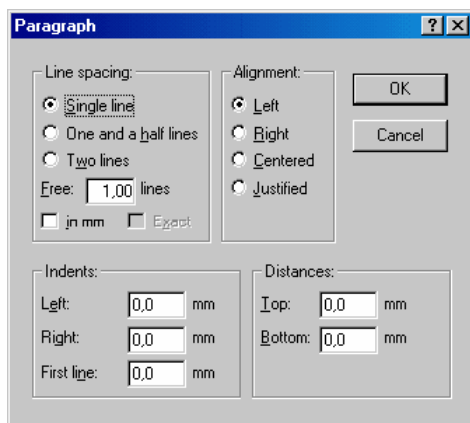 Paragraph
Line spacing:
Single line
One and a half lines
Two lines
Free: 1,00 lines
in mm Exact
Alignment:
Left
Right
Centered
Justified
OK
Cancel
Indents:
Left: 0,0 mm
Right: 0,0 mm
First line: 0,0 mm
Distances:
Top: 0,0 mm
Bottom: 0,0 mm